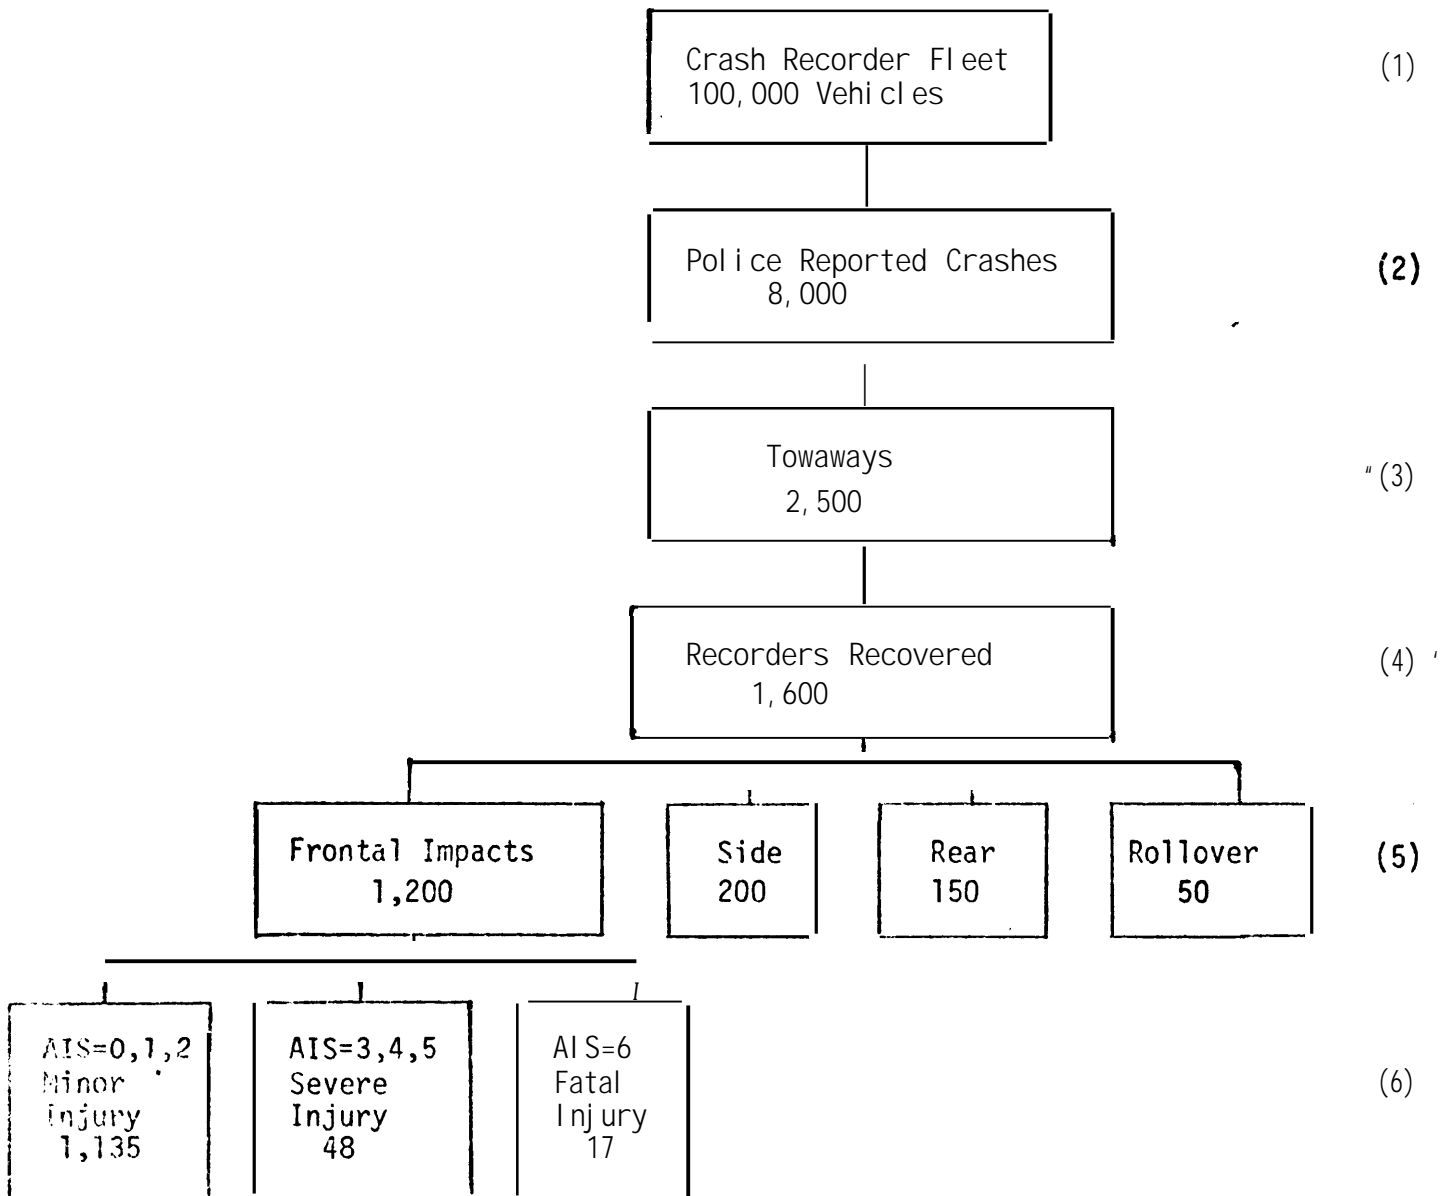 Crash Recorder Fleet
100,000 Vehicles
(1)
Police Reported Crashes
8,000
(2)
Towaways
2,500
"(3)
Recorders Recovered
1,600
(4) '
Frontal Impacts
1,200
Side
200
Rear
150
Rollover
50
(5)
AIS=0,1,2
Minor
Injury
1,135
AIS=3,4,5
Severe
Injury
48
AIS=6
Fatal
Injury
17
(6)